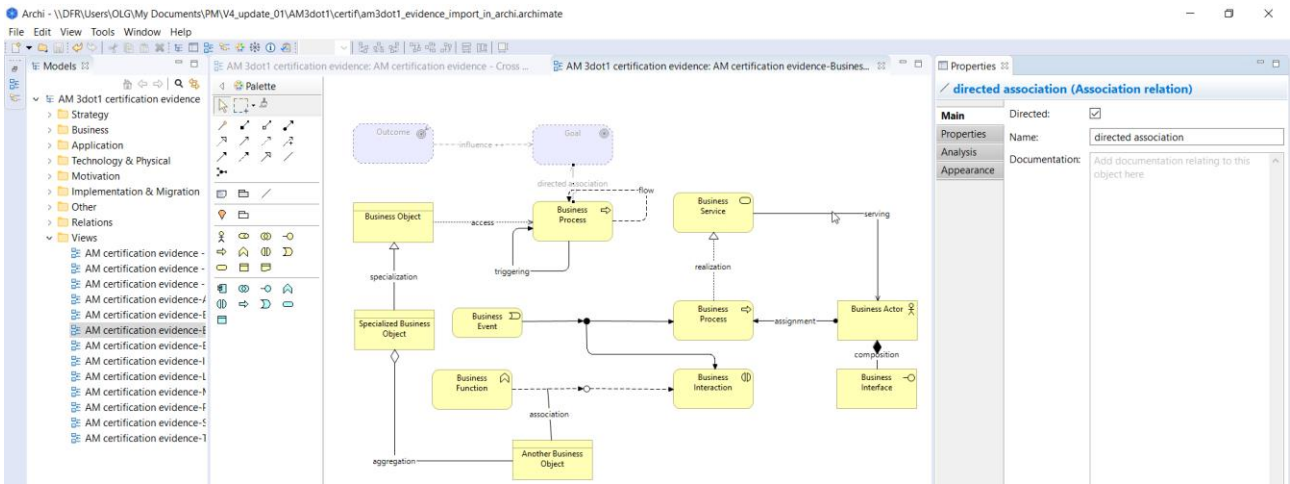 Archi - \\DFR\Users\OLG\My Documents\PM\V4_update_01\AM3dot1\certif\am3dot1_evidence_import_in_archi.archimate
File Edit View Tools Window Help
Models
AM 3dot1 certification evidence
Strategy
Business
Application
Technology & Physical
Motivation
Implementation & Migration
Other
Relations
Views
AM certification evidence -
AM certification evidence -
AM certification evidence -
AM certification evidence-A
AM certification evidence-B
AM certification evidence-B
AM certification evidence-E
AM certification evidence-I
AM certification evidence-L
AM certification evidence-M
AM certification evidence-P
AM certification evidence-S
AM certification evidence-T
AM 3dot1 certification evidence: AM certification evidence - Cross ...
AM 3dot1 certification evidence: AM certification evidence-Busines...
Palette
Outcome
influence ++
Goal
directed association
flow
Business Object
access
Business
Process
triggering
Business
Service
serving
specialization
realization
Specialized Business
Object
Business
Event
Business
Process
assignment
Business Actor
composition
Business
Function
Business
Interaction
Business
Interface
association
aggregation
Another Business
Object
Properties
directed association (Association relation)
Main
Properties
Analysis
Appearance
Directed:
Name: directed association
Documentation: Add documentation relating to this
object here